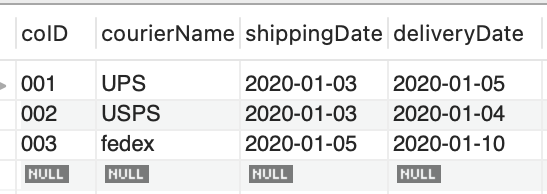 coID courierName shippingDate deliveryDate
001 UPS 2020-01-03 2020-01-05
002 USPS 2020-01-03 2020-01-04
003 fedex 2020-01-05 2020-01-10
NULL NULL NULL NULL